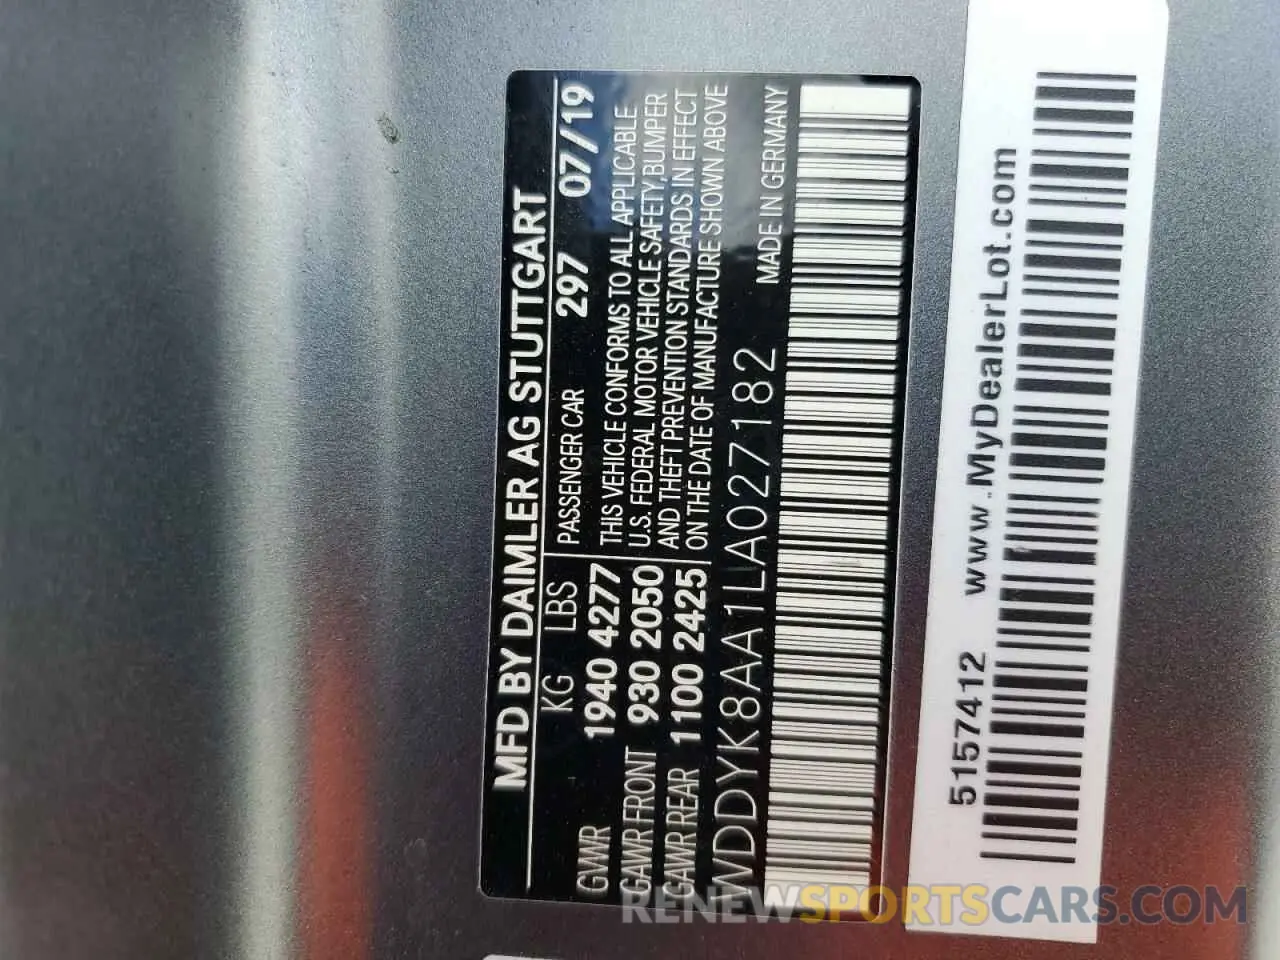 MFD BY DAIMLER AG STUTTGART
KG LBS PASSENGER CAR 297 07/19
GVWR 1940 4277
GAWR FRONT 930 2050
GAWR REAR 1100 2425
THIS VEHICLE CONFORMS TO ALL APPLICABLE
U.S. FEDERAL MOTOR VEHICLE SAFETY,BUMPER
AND THEFT PREVENTION STANDARDS IN EFFECT
ON THE DATE OF MANUFACTURE SHOWN ABOVE
MADE IN GERMANY
WDDYK8AA1LA027182
5157412 www.MyDealerLot.com
RENEWSPORTSCARS.COM